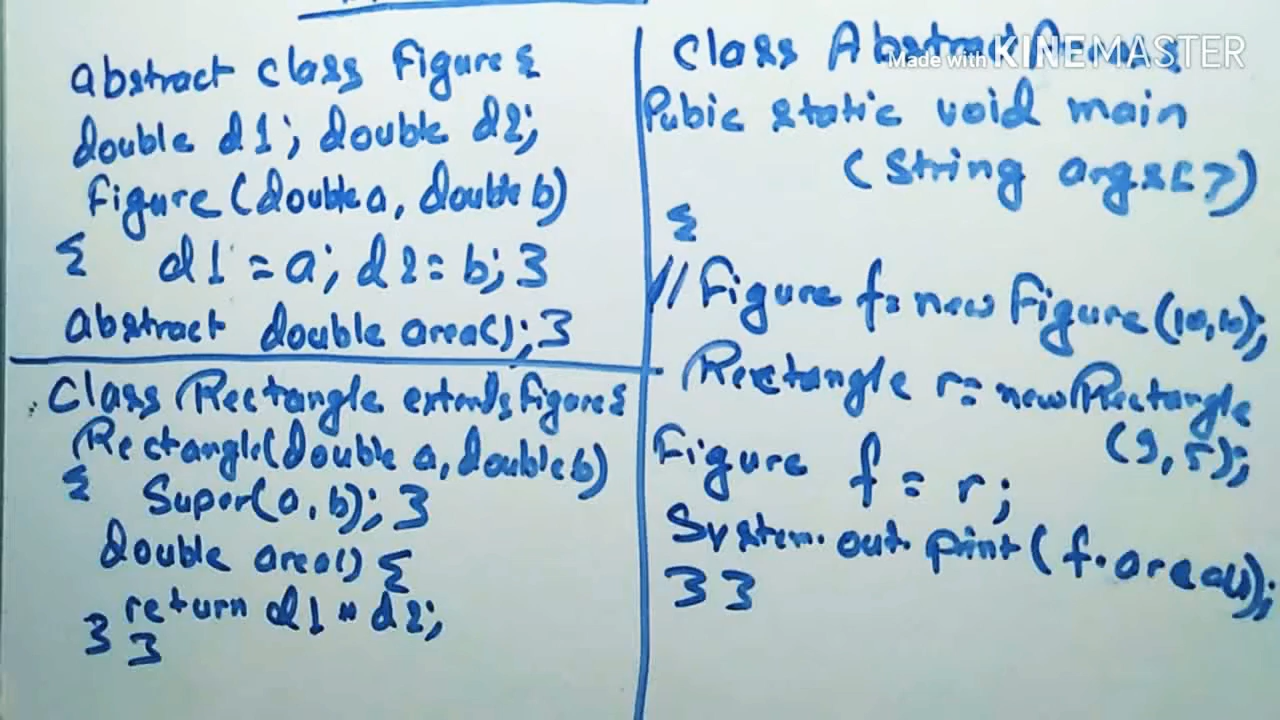 abstract class Figure {
double d1; double d2;
Figure (double a, double b)
{ d1 = a; d2 = b; }
abstract double area(); }
Class Rectangle extends Figure {
Rectangle(double a, double b)
{ Super(a, b); }
double area() {
return d1 * d2;
} }
Class Abstract
Made with KINEMASTER
Pubic static void main
(String args[])
{
// Figure f = new Figure(10,10);
Rectangle r = new Rectangle
(9, 5);
Figure f = r;
System.out.print(f.area());
} }